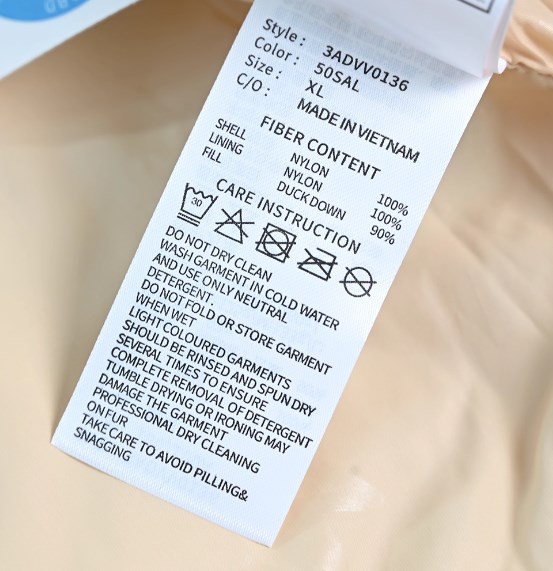 Style: 3ADVV0136
Color: 50SAL
Size: XL
C/O: MADE IN VIETNAM
FIBER CONTENT
SHELL NYLON 100%
LINING NYLON 100%
FILL DUCK DOWN 90%
CARE INSTRUCTION
30
DO NOT DRY CLEAN
WASH GARMENT IN COLD WATER
AND USE ONLY NEUTRAL
DETERGENT.
DO NOT FOLD OR STORE GARMENT
WHEN WET
LIGHT COLOURED GARMENTS
SHOULD BE RINSED AND SPUN DRY
SEVERAL TIMES TO ENSURE
COMPLETE REMOVAL OF DETERGENT
TUMBLE DRYING OR IRONING MAY
DAMAGE THE GARMENT
PROFESSIONAL DRY CLEANING
ON FUR
TAKE CARE TO AVOID PILLING&
SNAGGING